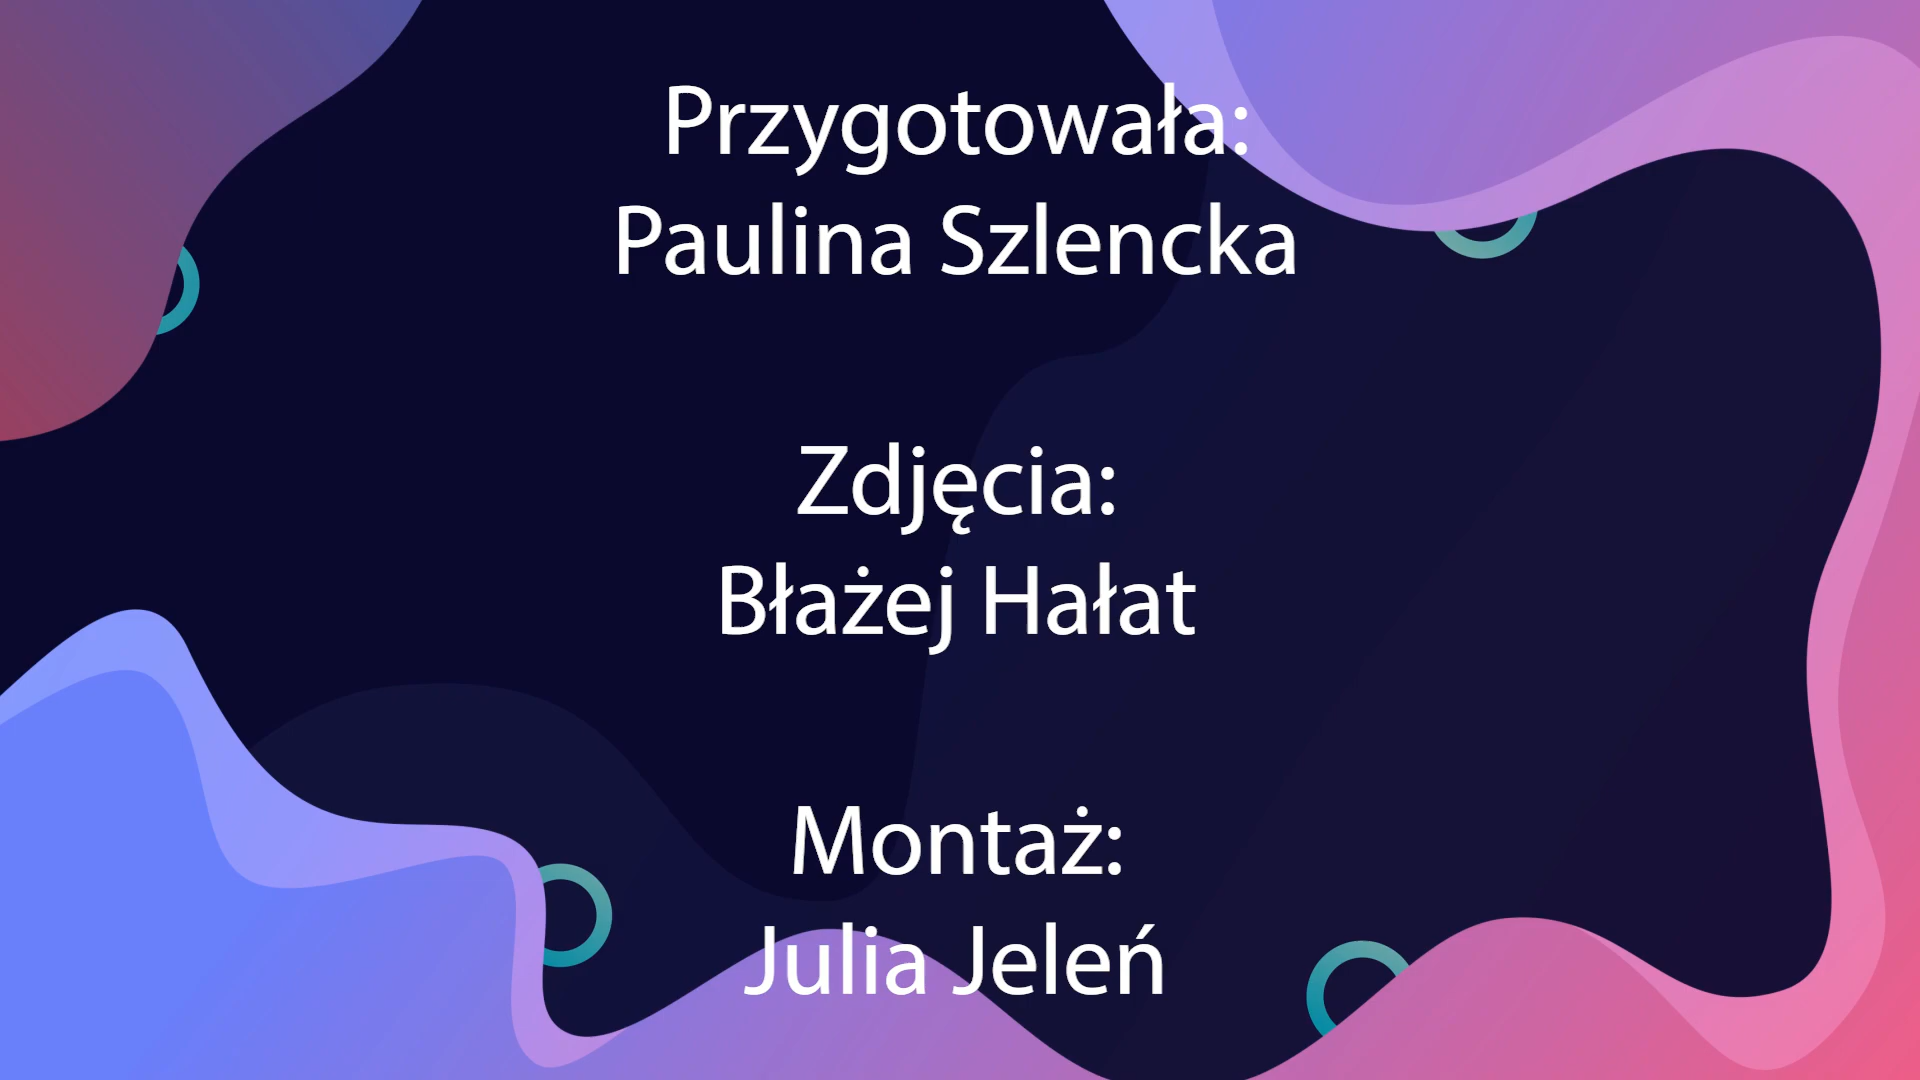 Przygotowała:
Paulina Szlencka
Zdjęcia:
Błażej Hałat
Montaż:
Julia Jeleń